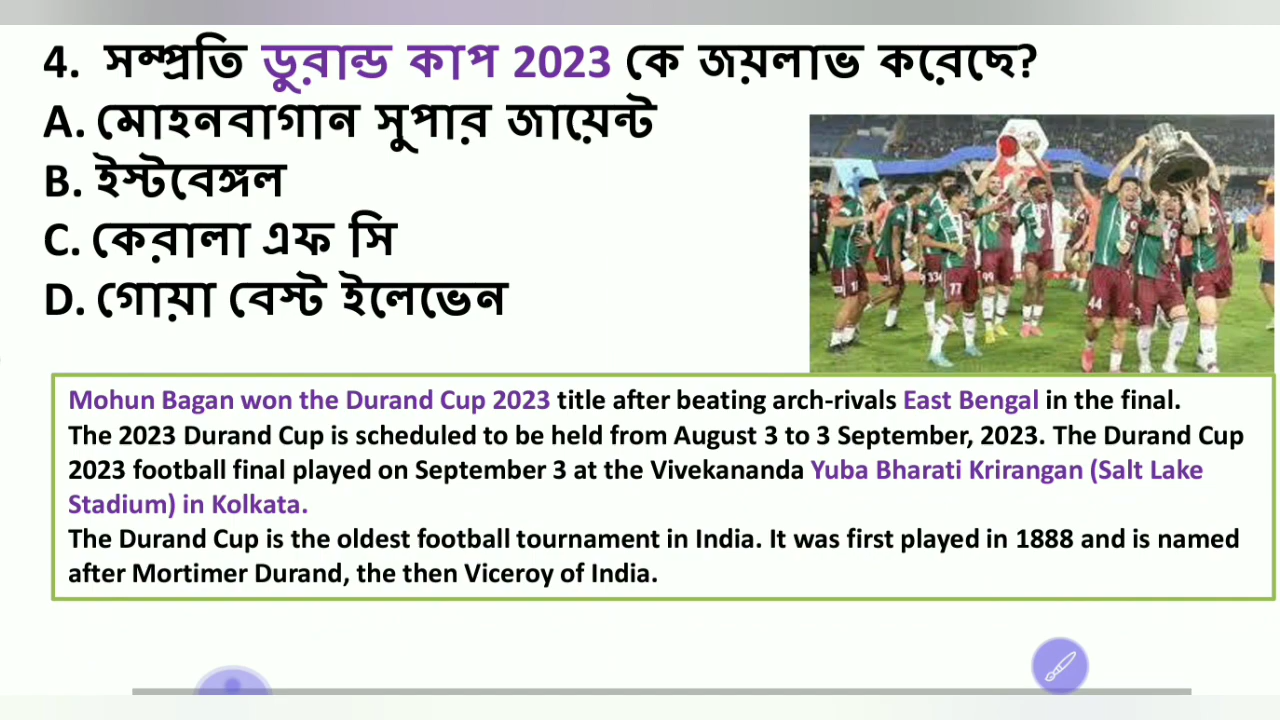 4. সম্প্রতি ডুরান্ড কাপ 2023 কে জয়লাভ করেছে?
A. মোহনবাগান সুপার জায়েন্ট
B. ইস্টবেঙ্গল
C. কেরালা এফ সি
D. গোয়া বেস্ট ইলেভেন
Mohun Bagan won the Durand Cup 2023 title after beating arch-rivals East Bengal in the final.
The 2023 Durand Cup is scheduled to be held from August 3 to 3 September, 2023. The Durand Cup
2023 football final played on September 3 at the Vivekananda Yuba Bharati Krirangan (Salt Lake
Stadium) in Kolkata.
The Durand Cup is the oldest football tournament in India. It was first played in 1888 and is named
after Mortimer Durand, the then Viceroy of India.